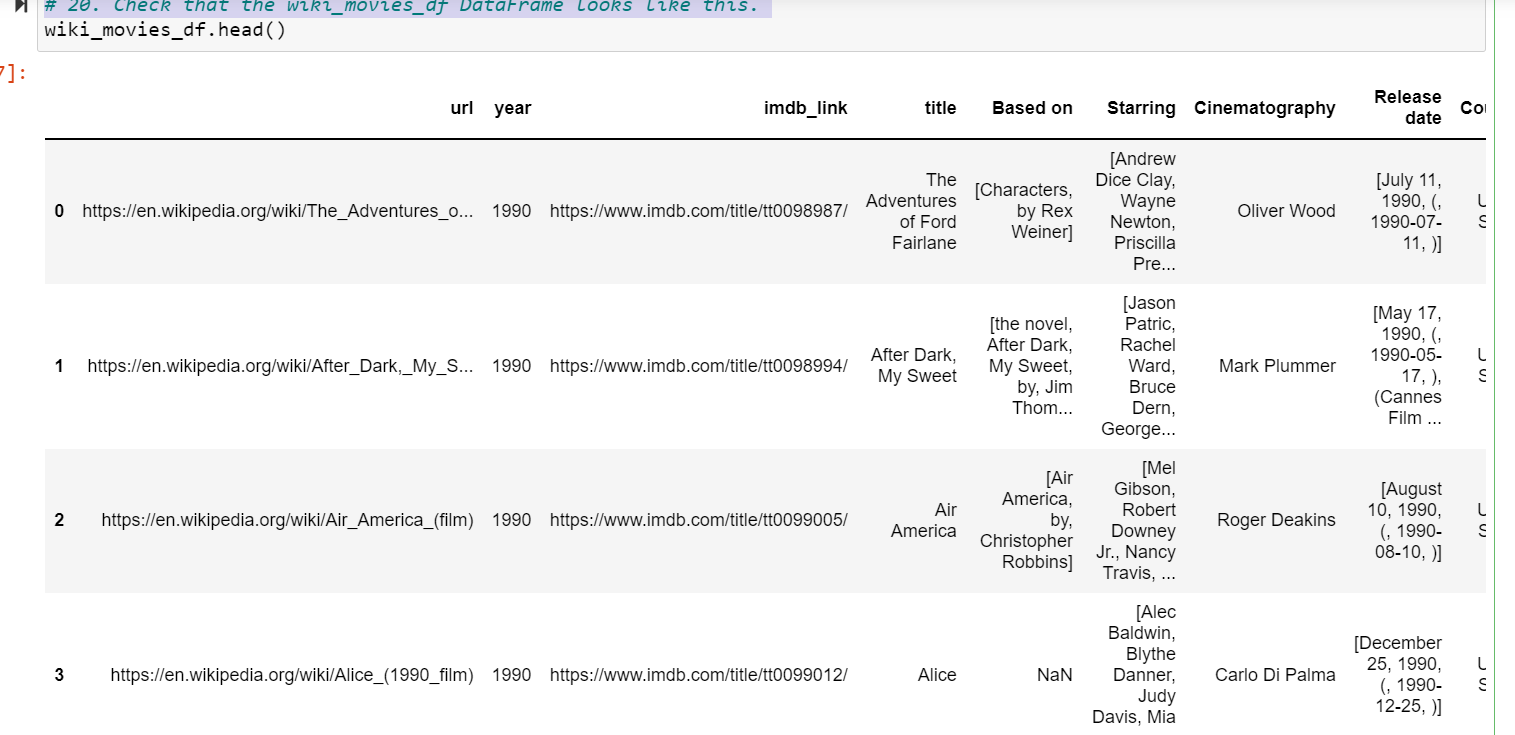 # 20. Check that the wiki_movies_df DataFrame looks like this.
wiki_movies_df.head()
7]:
url year imdb_link title Based on Starring Cinematography Release date
0 https://en.wikipedia.org/wiki/The_Adventures_o... 1990 https://www.imdb.com/title/tt0098987/ The Adventures of Ford Fairlane [Characters, by Rex Weiner] [Andrew Dice Clay, Wayne Newton, Priscilla Pre... Oliver Wood [July 11, 1990, (, 1990-07-11, )]
1 https://en.wikipedia.org/wiki/After_Dark,_My_S... 1990 https://www.imdb.com/title/tt0098994/ After Dark, My Sweet [the novel, After Dark, My Sweet, by, Jim Thom... [Jason Patric, Rachel Ward, Bruce Dern, George... Mark Plummer [May 17, 1990, (, 1990-05-17, ), (Cannes Film ...
2 https://en.wikipedia.org/wiki/Air_America_(film) 1990 https://www.imdb.com/title/tt0099005/ Air America [Air America, by, Christopher Robbins] [Mel Gibson, Robert Downey Jr., Nancy Travis, ... Roger Deakins [August 10, 1990, (, 1990-08-10, )]
3 https://en.wikipedia.org/wiki/Alice_(1990_film) 1990 https://www.imdb.com/title/tt0099012/ Alice NaN [Alec Baldwin, Blythe Danner, Judy Davis, Mia Carlo Di Palma [December 25, 1990, (, 1990-12-25, )]